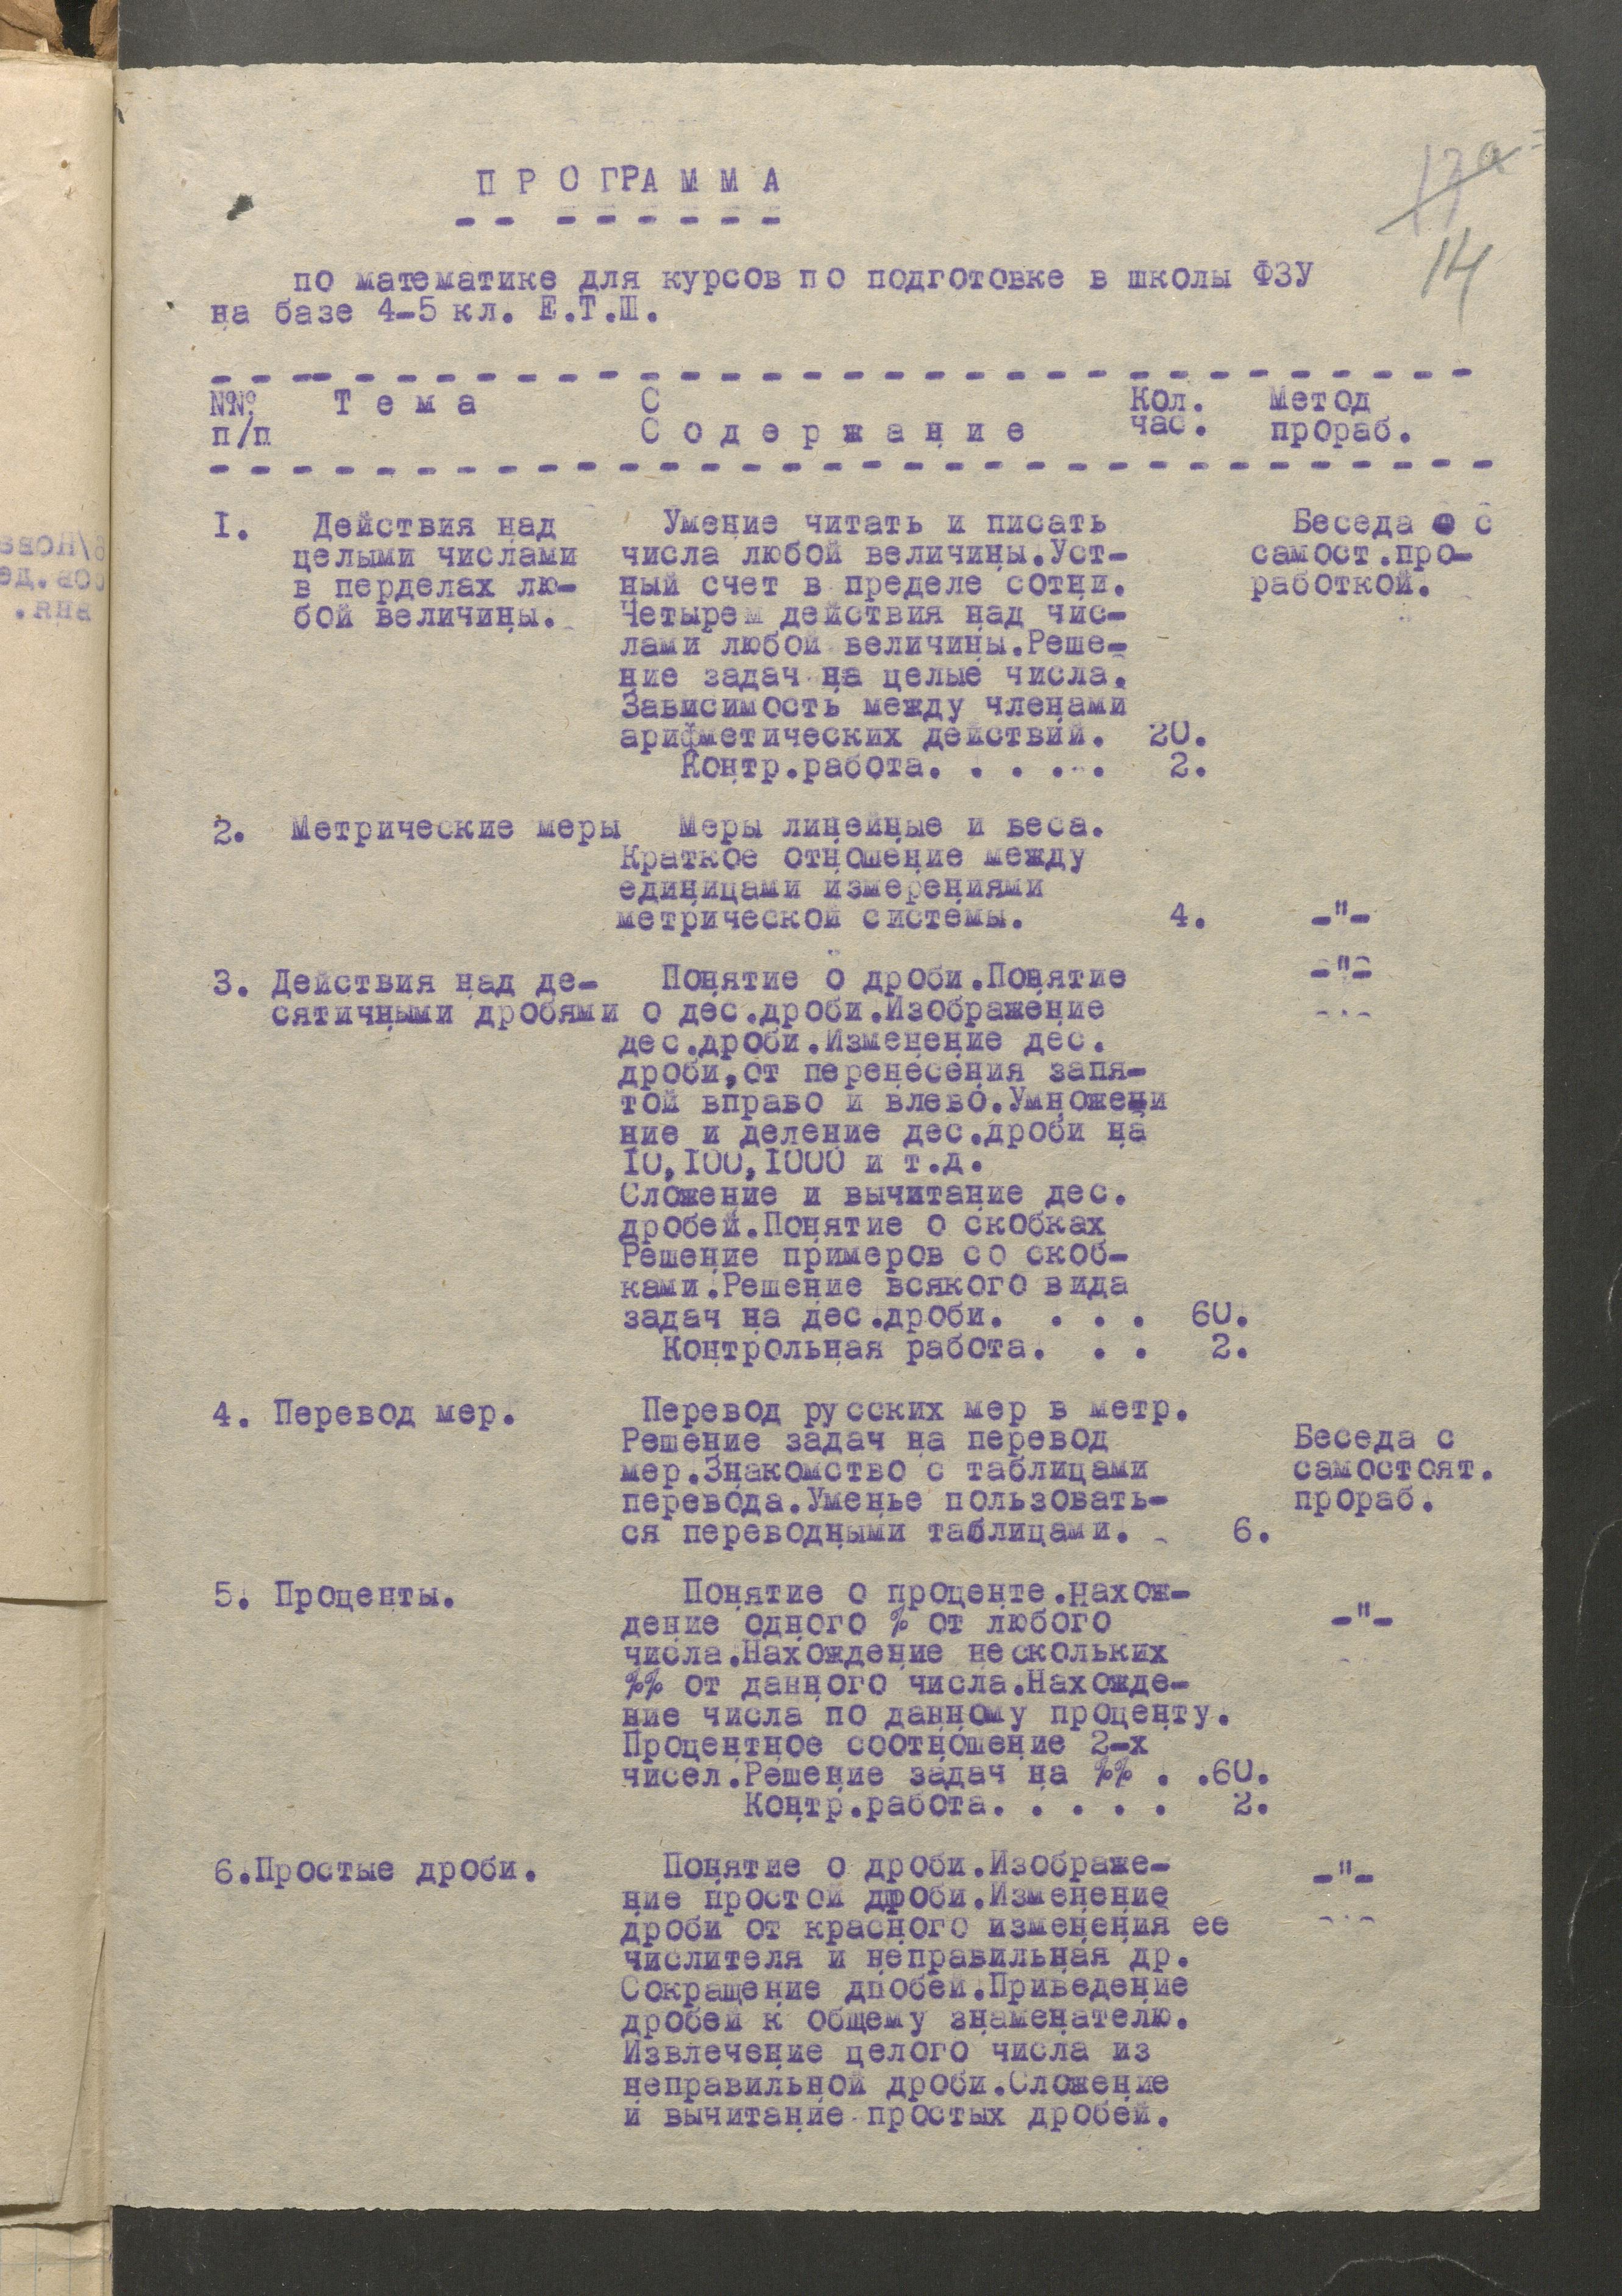 17а
14
П Р О ГРА М М А
по математике для курсов по подготовке в школы ФЗУ
на базе 4-5 кл. Е.Т.Ш.
№№ Т е м а С Кол. Метод
п/п С о д е р ж а н и е час. прораб.
I. Действия над Умение читать и писать Беседа с
целыми числами числа любой величины.Уст- самост.про-
в перделах лю- ный счет в пределе сотни. работкой.
бой величины. Четырем действия над чис-
лами любой величины.Реше-
ние задач на целые числа.
Зависимость между членами
арифметических действий. 20.
Контр.работа. . . . . 2.
2. Метрические меры Меры линейные и веса.
Краткое отношение между
единицами измерениями
метрической системы. 4. -"-
3. Действия над де- Понятие о дроби.Понятие -"-
сятичными дробями о дес.дроби.Изображение
дес.дроби.Изменение дес.
дроби,от перенесения запя-
той вправо и влево.Умножени
ние и деление дес.дроби на
I0,I00,I000 и т.д.
Сложение и вычитание дес.
дробей.Понятие о скобках
Решение примеров со скоб-
ками.Решение всякого вида
задач на дес.дроби. . . . 60.
Контрольная работа. . . 2.
4. Перевод мер. Перевод русских мер в метр.
Решение задач на перевод Беседа с
мер.Знакомство с таблицами самостоят.
перевода.Уменье пользовать- прораб.
ся переводными таблицами. 6.
5. Проценты. Понятие о проценте.Нахож-
дение одного % от любого -"-
числа.Нахождение нескольких
%% от данного числа.Нахожде-
ние числа по данному проценту.
Процентное соотношение 2-х
чисел.Решение задач на %% . .60.
Контр.работа. . . . . 2.
6.Простые дроби. Понятие о дроби.Изображе- -"-
ние простой дроби.Изменение
дроби от красного изменения ее
числителя и неправильная др.
Сокращение дпобей.Приведение
дробей к общему знаменателю.
Извлечение целого числа из
неправильной дроби.Сложение
и вычитание простых дробей.